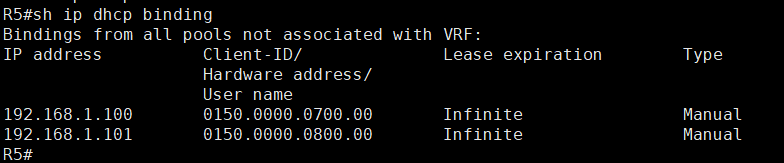 R5#sh ip dhcp binding
Bindings from all pools not associated with VRF:
IP address          Client-ID/              Lease expiration        Type
                    Hardware address/
                    User name
192.168.1.100       0150.0000.0700.00       Infinite                Manual
192.168.1.101       0150.0000.0800.00       Infinite                Manual
R5#